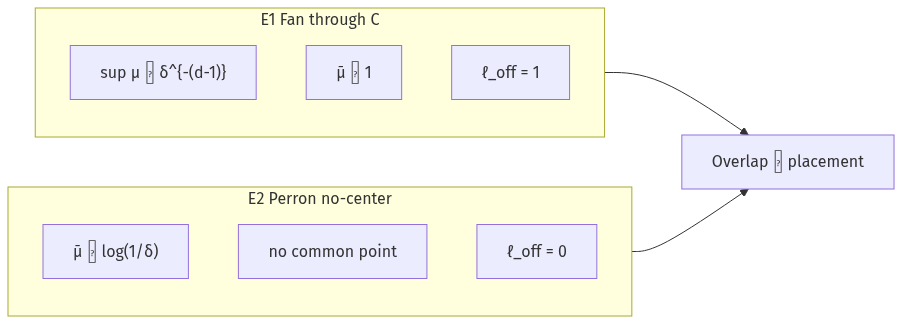 E1 Fan through C
sup μ δ^{-(d-1)}
μ̄ 1
ℓ_off = 1
Overlap placement
E2 Perron no-center
μ̄ log(1/δ)
no common point
ℓ_off = 0